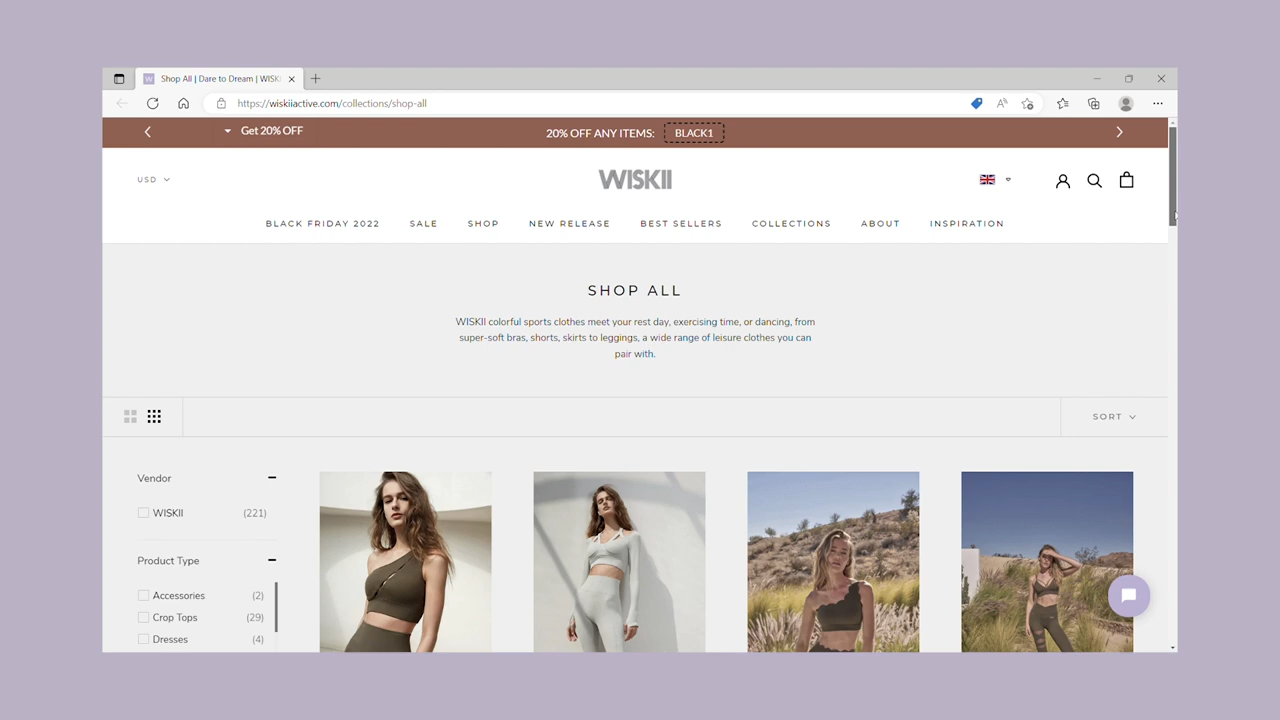 Shop All | Dare to Dream | WISKI
https://wiskiiactive.com/collections/shop-all
Get 20% OFF
20% OFF ANY ITEMS: BLACK1
USD
WISKII
BLACK FRIDAY 2022 SALE SHOP NEW RELEASE BEST SELLERS COLLECTIONS ABOUT INSPIRATION
SHOP ALL
WISKII colorful sports clothes meet your rest day, exercising time, or dancing, from
super-soft bras, shorts, skirts to leggings, a wide range of leisure clothes you can
pair with.
SORT
Vendor
WISKII (221)
Product Type
Accessories (2)
Crop Tops (29)
Dresses (4)